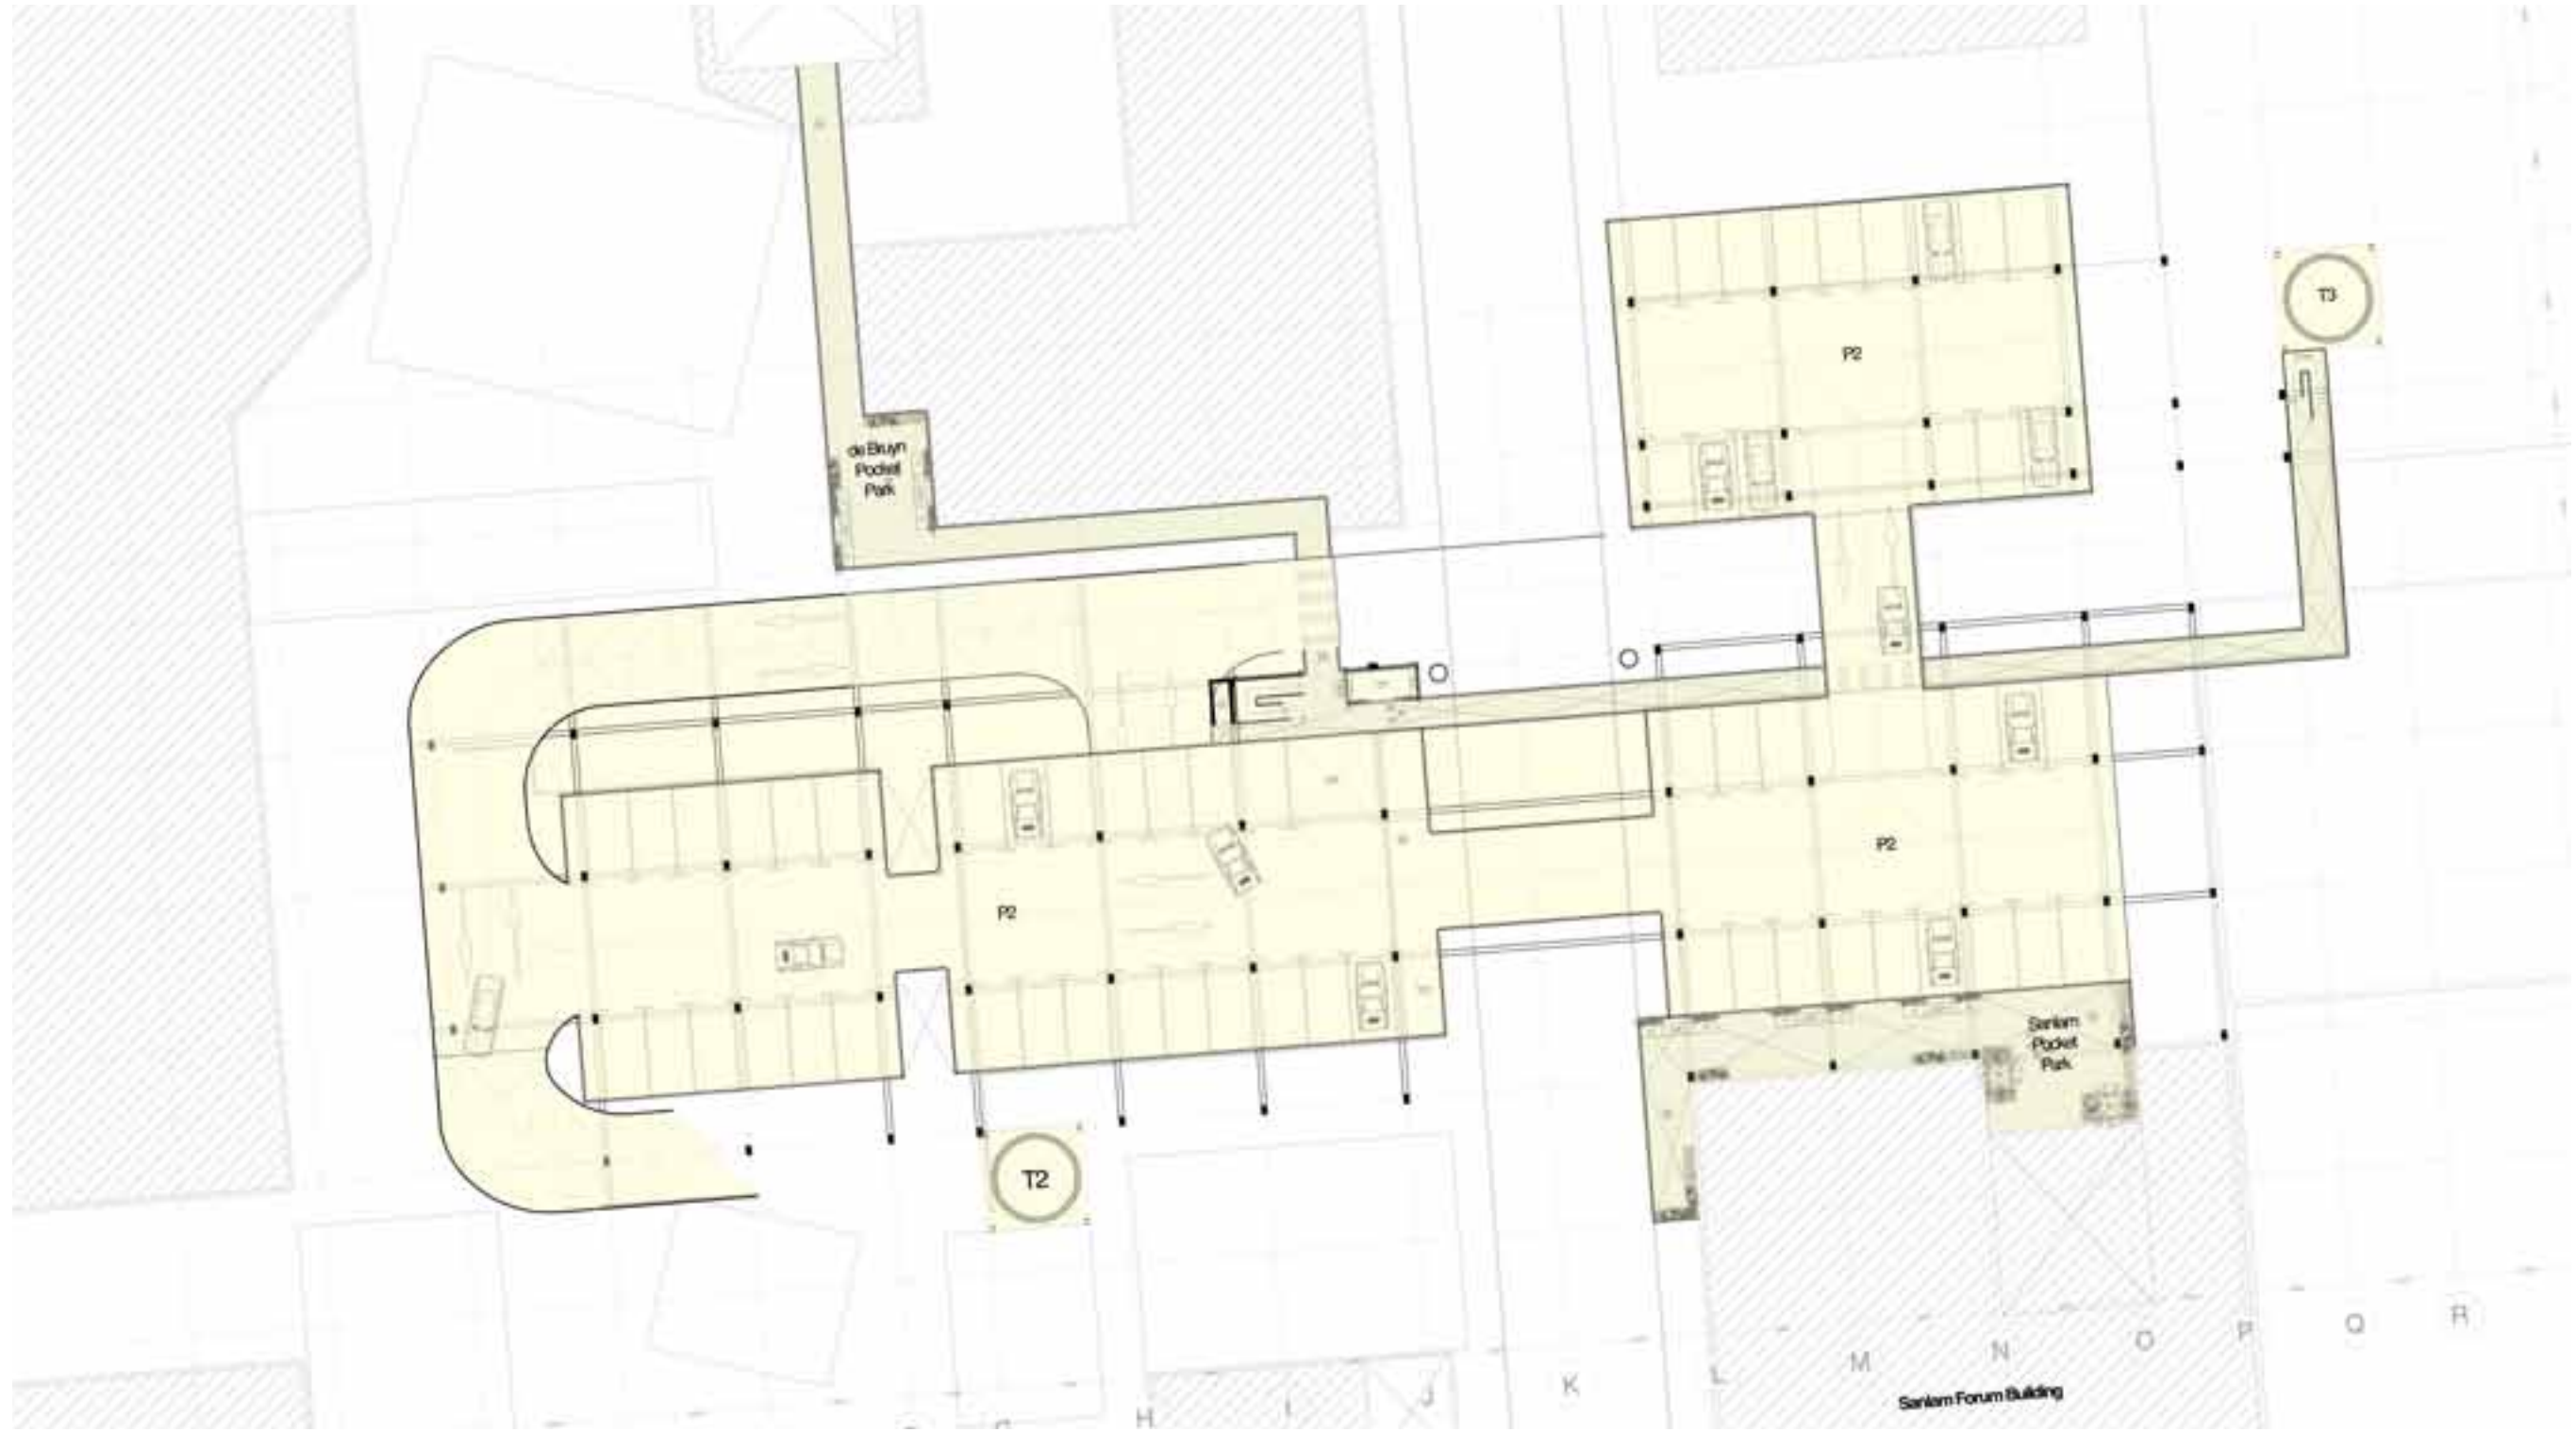 T3
P2
de Bruyn
Pocket
Park
P2
P2
Sanlam
Pocket
Park
T2
H
I
J
K
L
M
N
O
P
Q
R
Sanlam Forum Building